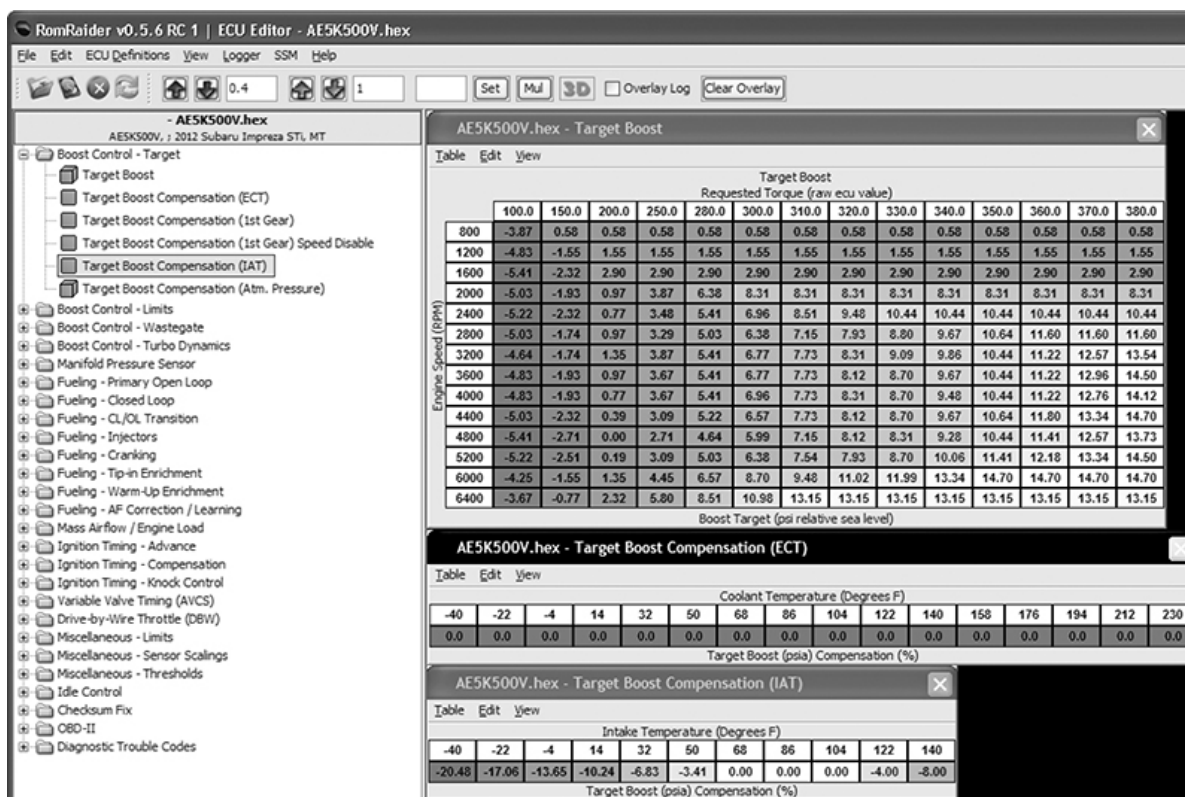 RomRaider v0.5.6 RC 1 | ECU Editor - AE5K500V.hex
File Edit ECU Definitions View Logger SSM Help
0.4 1 Set Mul 3D Overlay Log Clear Overlay
- AE5K500V.hex
AE5K500V, ; 2012 Subaru Impreza STi, MT
Boost Control - Target
Target Boost
Target Boost Compensation (ECT)
Target Boost Compensation (1st Gear)
Target Boost Compensation (1st Gear) Speed Disable
Target Boost Compensation (IAT)
Target Boost Compensation (Atm. Pressure)
Boost Control - Limits
Boost Control - Wastegate
Boost Control - Turbo Dynamics
Manifold Pressure Sensor
Fueling - Primary Open Loop
Fueling - Closed Loop
Fueling - CL/OL Transition
Fueling - Injectors
Fueling - Cranking
Fueling - Tip-in Enrichment
Fueling - Warm-Up Enrichment
Fueling - AF Correction / Learning
Mass Airflow / Engine Load
Ignition Timing - Advance
Ignition Timing - Compensation
Ignition Timing - Knock Control
Variable Valve Timing (AVCS)
Drive-by-Wire Throttle (DBW)
Miscellaneous - Limits
Miscellaneous - Sensor Scalings
Miscellaneous - Thresholds
Idle Control
Checksum Fix
OBD-II
Diagnostic Trouble Codes
AE5K500V.hex - Target Boost
Table Edit View
Target Boost
Requested Torque (raw ecu value)
100.0 150.0 200.0 250.0 280.0 300.0 310.0 320.0 330.0 340.0 350.0 360.0 370.0 380.0
Engine Speed (RPM)
800 -3.87 0.58 0.58 0.58 0.58 0.58 0.58 0.58 0.58 0.58 0.58 0.58 0.58 0.58
1200 -4.83 -1.55 1.55 1.55 1.55 1.55 1.55 1.55 1.55 1.55 1.55 1.55 1.55 1.55
1600 -5.41 -2.32 2.90 2.90 2.90 2.90 2.90 2.90 2.90 2.90 2.90 2.90 2.90 2.90
2000 -5.03 -1.93 0.97 3.87 6.38 8.31 8.31 8.31 8.31 8.31 8.31 8.31 8.31 8.31
2400 -5.22 -2.32 0.77 3.48 5.41 6.96 8.51 9.48 10.44 10.44 10.44 10.44 10.44 10.44
2800 -5.03 -1.74 0.97 3.29 5.03 6.38 7.15 7.93 8.80 9.67 10.64 11.60 11.60 11.60
3200 -4.64 -1.74 1.35 3.87 5.41 6.77 7.73 8.31 9.09 9.86 10.44 11.22 12.57 13.54
3600 -4.83 -1.93 0.97 3.67 5.41 6.77 7.73 8.12 8.70 9.67 10.44 11.22 12.96 14.50
4000 -4.83 -1.93 0.77 3.67 5.41 6.96 7.73 8.31 8.70 9.48 10.44 11.22 12.76 14.12
4400 -5.03 -2.32 0.39 3.09 5.22 6.57 7.73 8.12 8.70 9.67 10.64 11.80 13.34 14.70
4800 -5.41 -2.71 0.00 2.71 4.64 5.99 7.15 8.12 8.31 9.28 10.44 11.41 12.57 13.73
5200 -5.22 -2.51 0.19 3.09 5.03 6.38 7.54 7.93 8.70 10.06 11.41 12.18 13.34 14.50
6000 -4.25 -1.55 1.35 4.45 6.57 8.70 9.48 11.02 11.99 13.34 14.70 14.70 14.70 14.70
6400 -3.67 -0.77 2.32 5.80 8.51 10.98 13.15 13.15 13.15 13.15 13.15 13.15 13.15 13.15
Boost Target (psi relative sea level)
AE5K500V.hex - Target Boost Compensation (ECT)
Table Edit View
Coolant Temperature (Degrees F)
-40 -22 -4 14 32 50 68 86 104 122 140 158 176 194 212 230
0.0 0.0 0.0 0.0 0.0 0.0 0.0 0.0 0.0 0.0 0.0 0.0 0.0 0.0 0.0 0.0
Target Boost (psia) Compensation (%)
AE5K500V.hex - Target Boost Compensation (IAT)
Table Edit View
Intake Temperature (Degrees F)
-40 -22 -4 14 32 50 68 86 104 122 140
-20.48 -17.06 -13.65 -10.24 -6.83 -3.41 0.00 0.00 0.00 -4.00 -8.00
Target Boost (psia) Compensation (%)